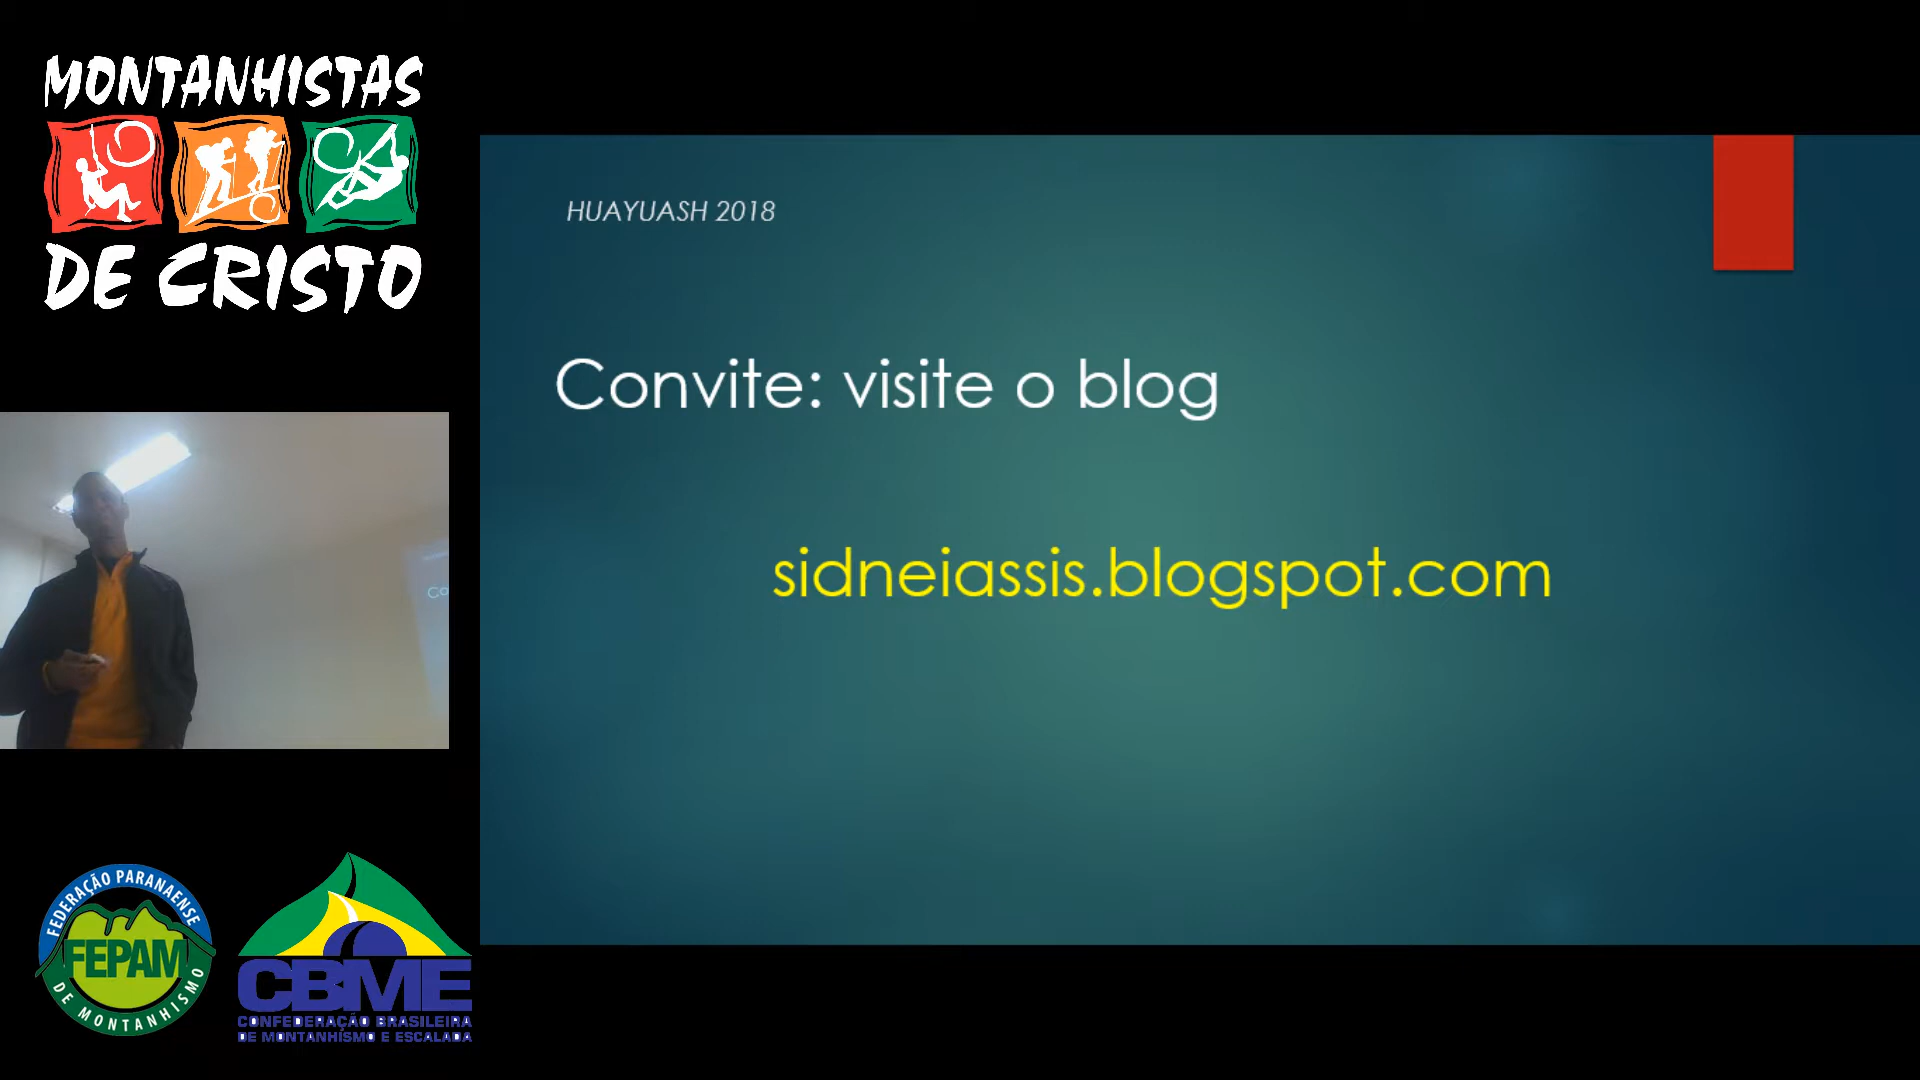 MONTANHISTAS
DE CRISTO
HUAYUASH 2018
Convite: visite o blog
sidneiassis.blogspot.com
Co
FEDERAÇÃO PARANAENSE
FEPAM
DE MONTANHISMO
CBME
CONFEDERAÇÃO BRASILEIRA
DE MONTANHISMO E ESCALADA